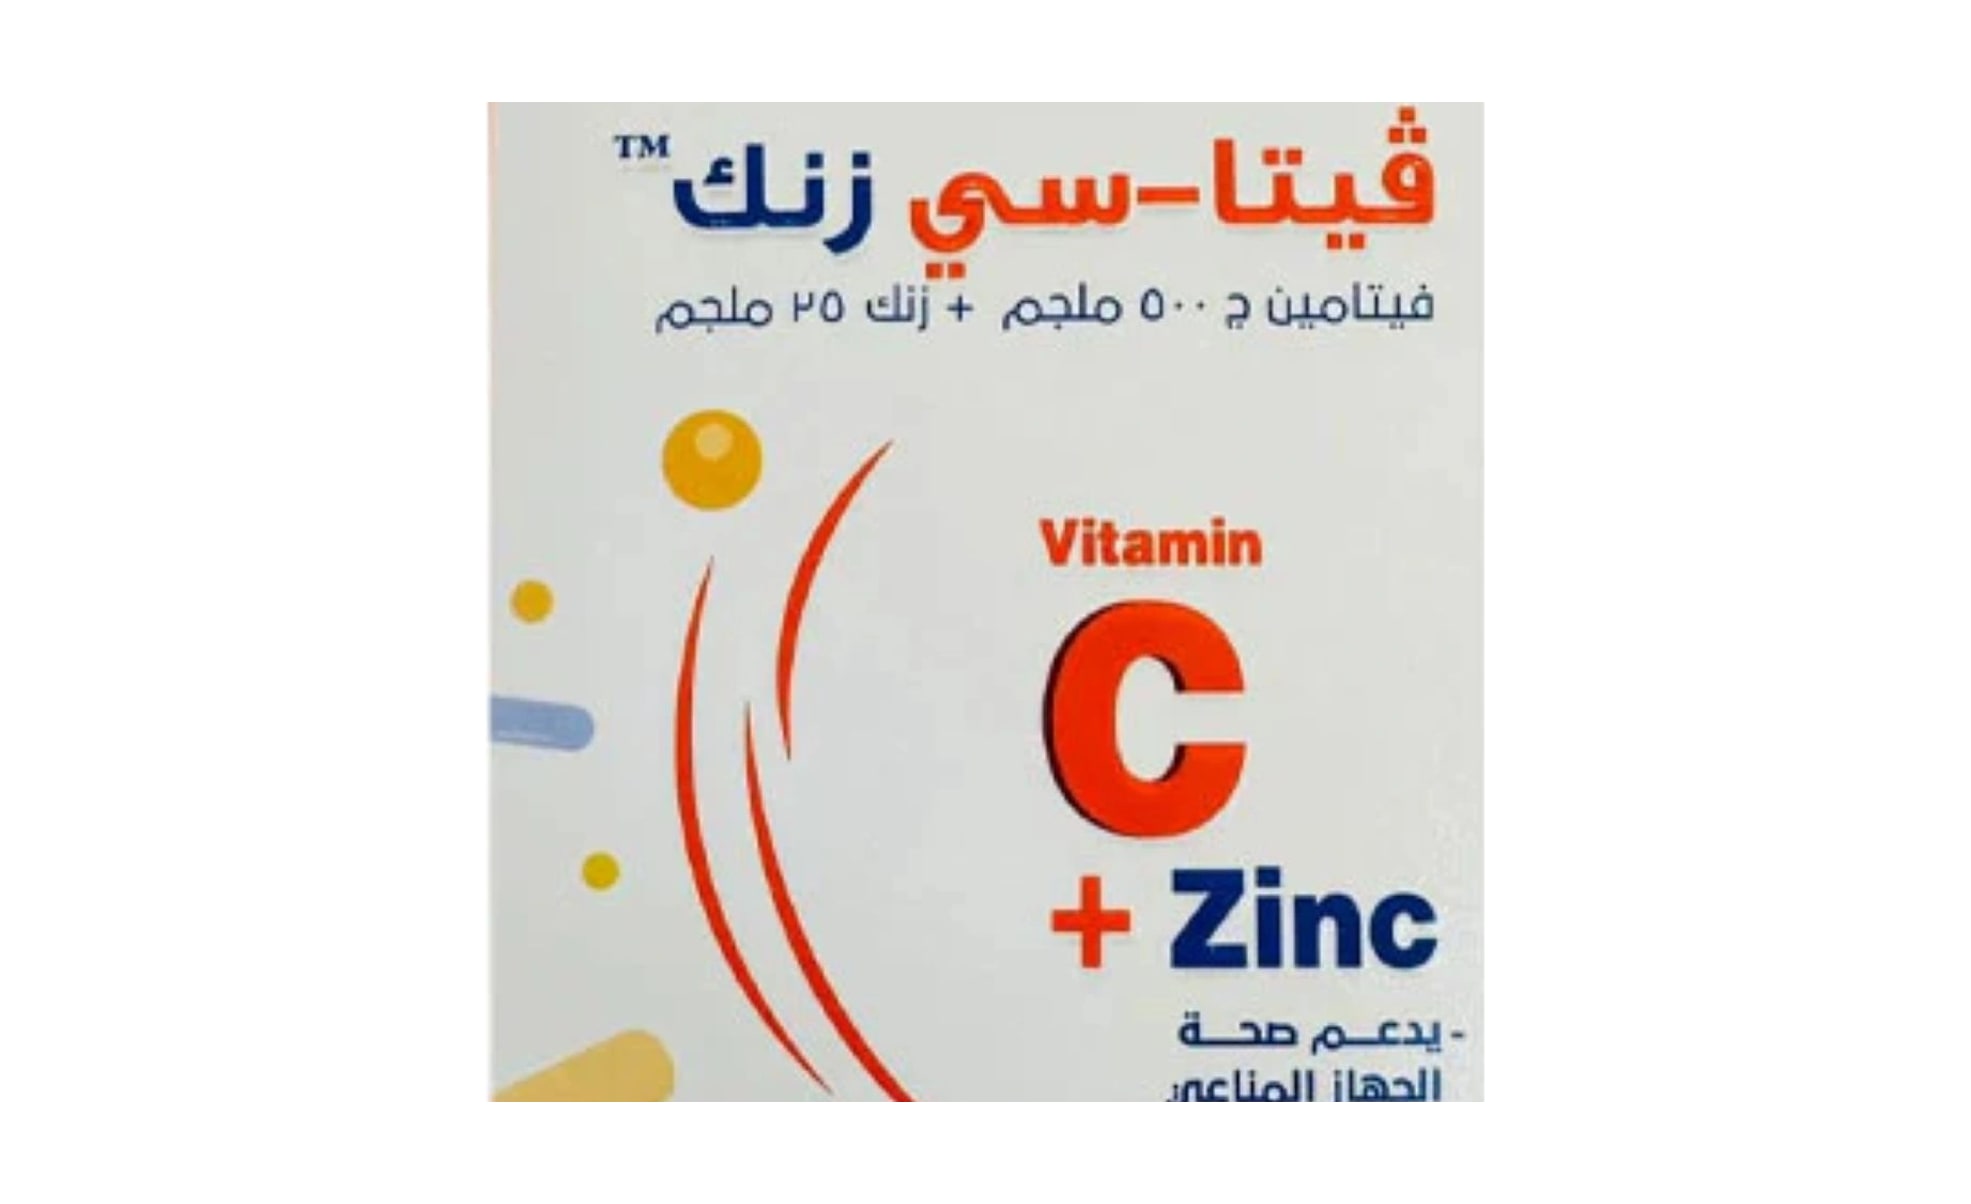 ڤيتا-سي زنك™
فيتامين ج ٥٠٠ ملجم + زنك ٢٥ ملجم
Vitamin
C
+ Zinc
- يدعم صحة
الجهاز المناعي